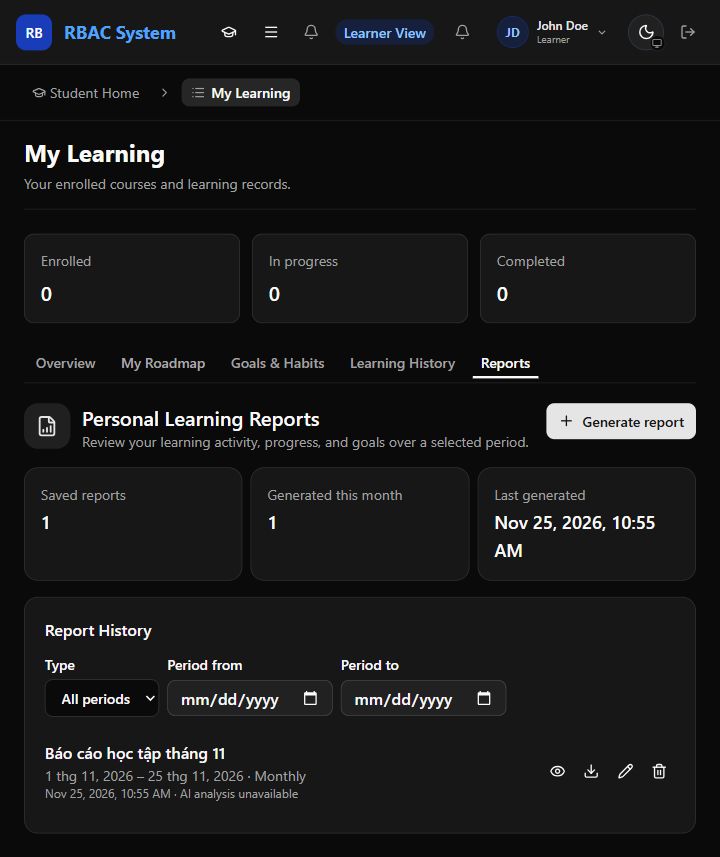 RB
RBAC System
Learner View
JD
John Doe
Learner
Student Home
My Learning
My Learning
Your enrolled courses and learning records.
Enrolled
0
In progress
0
Completed
0
Overview
My Roadmap
Goals & Habits
Learning History
Reports
Personal Learning Reports
Review your learning activity, progress, and goals over a selected period.
Generate report
Saved reports
1
Generated this month
1
Last generated
Nov 25, 2026, 10:55
AM
Report History
Type
All periods
Period from
mm/dd/yyyy
Period to
mm/dd/yyyy
Báo cáo học tập tháng 11
1 thg 11, 2026 – 25 thg 11, 2026 · Monthly
Nov 25, 2026, 10:55 AM · AI analysis unavailable